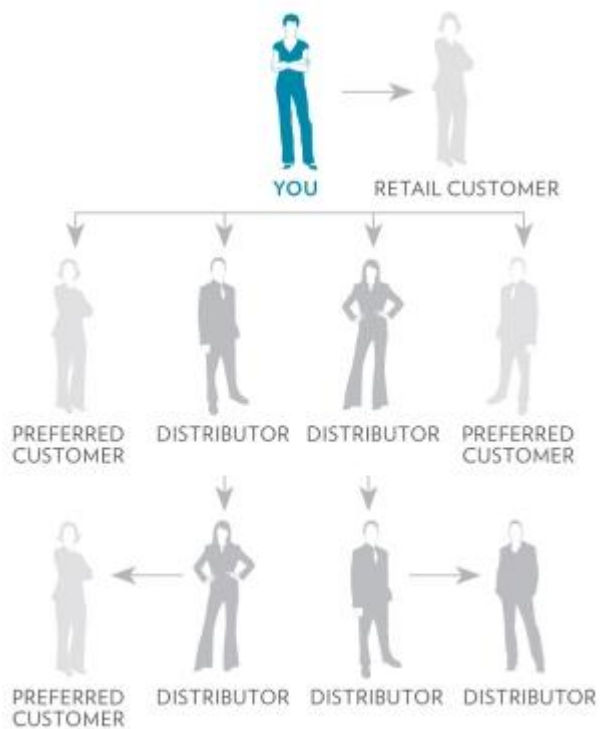 YOU
RETAIL CUSTOMER
PREFERRED
CUSTOMER
DISTRIBUTOR
DISTRIBUTOR
PREFERRED
CUSTOMER
PREFERRED
CUSTOMER
DISTRIBUTOR
DISTRIBUTOR
DISTRIBUTOR